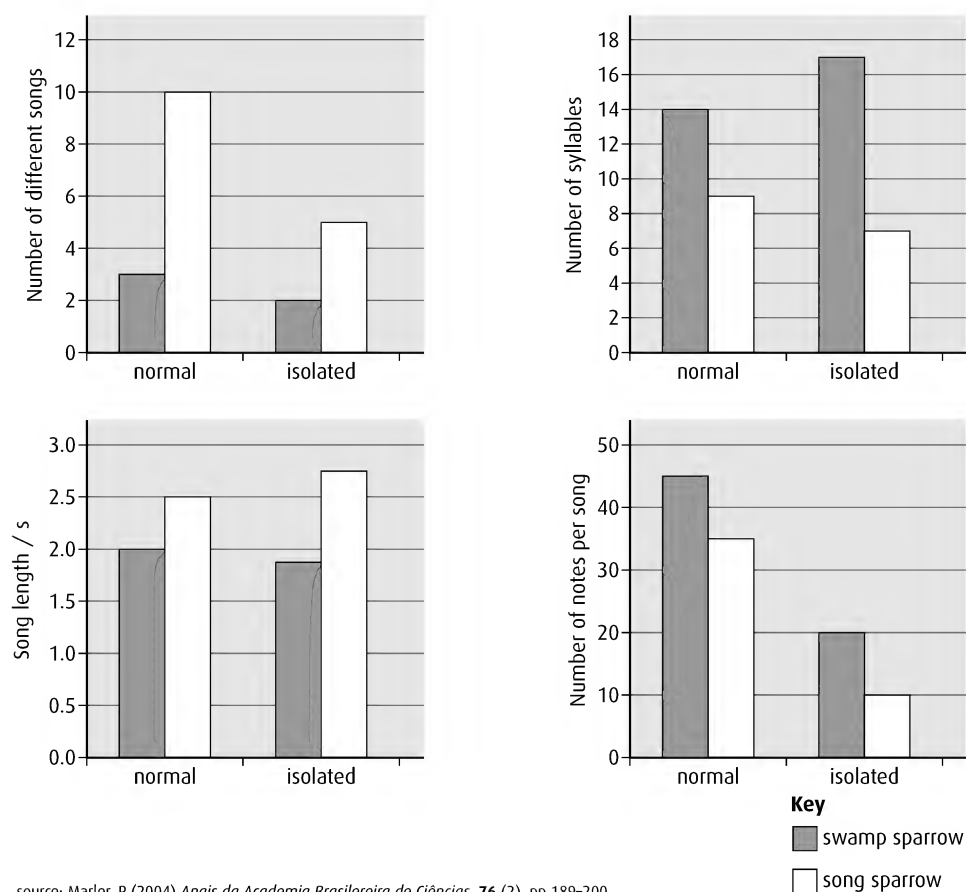 Number of different songs
12
10
8
6
4
2
0
normal isolated
Number of syllables
18
16
14
12
10
8
6
4
2
0
normal isolated
Song length / s
3.0
2.5
2.0
1.5
1.0
0.5
0.0
normal isolated
Number of notes per song
50
40
30
20
10
0
normal isolated
Key
swamp sparrow
song sparrow
source: Marler, P (2004) Anais da Academia Brasileira de Ciências, 76 (2), pp 189–200